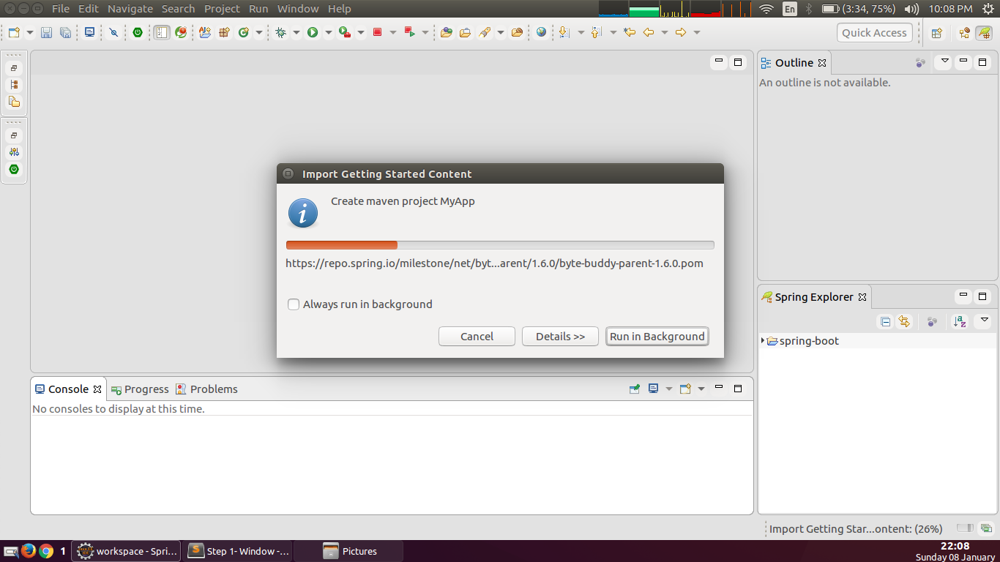 File Edit Navigate Search Project Run Window Help
En (3:34, 75%) 10:08 PM
Quick Access
Outline
An outline is not available.
Import Getting Started Content
Create maven project MyApp
https://repo.spring.io/milestone/net/byt...arent/1.6.0/byte-buddy-parent-1.6.0.pom
Always run in background
Cancel Details >> Run in Background
Spring Explorer
spring-boot
Console Progress Problems
No consoles to display at this time.
Import Getting Star...ontent: (26%)
1 workspace - Spri... Step 1- Window -... Pictures
22:08
Sunday 08 January